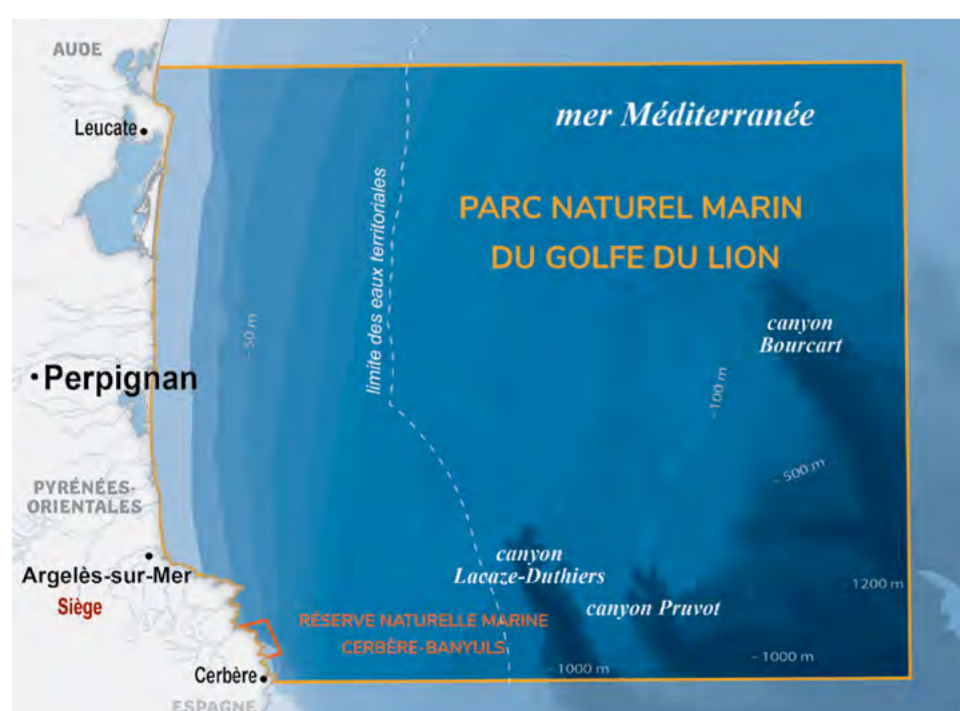 AUDE
Leucate
mer Méditerranée
PARC NATUREL MARIN
DU GOLFE DU LION
limite des eaux territoriales
- 50 m
canyon
Bourcart
Perpignan
- 100 m
- 500 m
PYRÉNÉES-
ORIENTALES
Argelès-sur-Mer
Siège
canyon
Lacaze-Duthiers
canyon Pruvot
- 1200 m
RÉSERVE NATURELLE MARINE
CERBÈRE-BANYULS
- 1000 m
- 1000 m
Cerbère
ESPAGNE